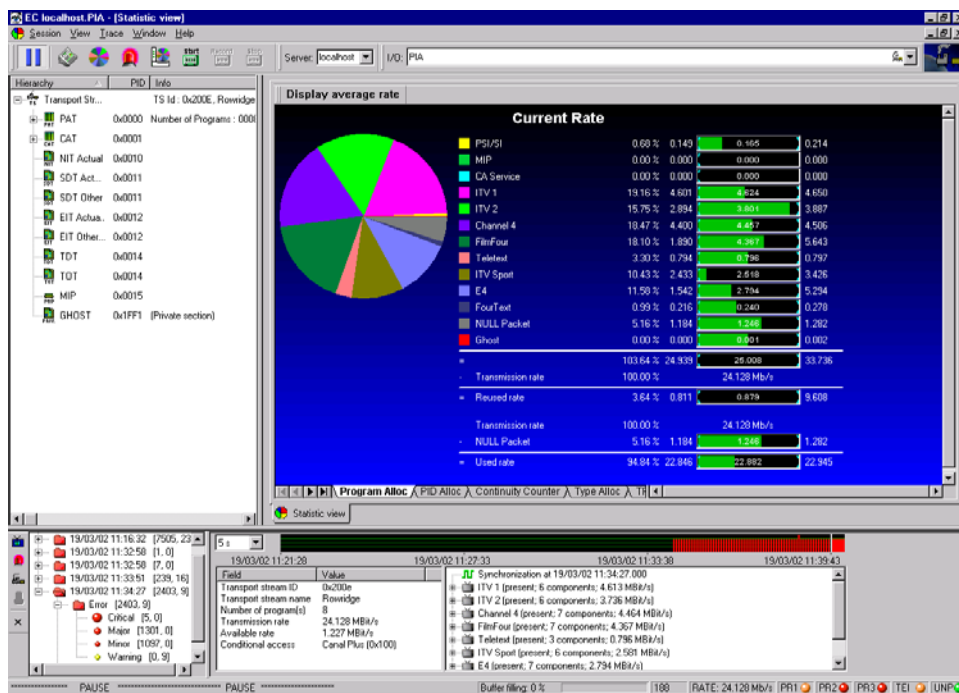 EC localhost.PIA - [Statistic view]
Session View Trace Window Help
Start Record Stop Server: localhost I/O: PIA
Hierarchy PID Info
Transport Str... TS Id : 0x200E, Rowridge
PAT 0x0000 Number of Programs : 000
CAT 0x0001
NIT Actual 0x0010
SDT Act... 0x0011
SDT Other 0x0011
EIT Actua.. 0x0012
EIT Other... 0x0012
TDT 0x0014
TOT 0x0014
MIP 0x0015
GHOST 0x1FF1 (Private section)
Display average rate
Current Rate
PSI/SI 0.68 % 0.149 0.165 0.214
MIP 0.00 % 0.000 0.000 0.000
CA Service 0.00 % 0.000 0.000 0.000
ITV 1 19.16 % 4.601 4.624 4.650
ITV 2 15.75 % 2.894 3.801 3.887
Channel 4 18.47 % 4.400 4.457 4.506
FilmFour 18.10 % 1.890 4.367 5.643
Teletext 3.30 % 0.794 0.796 0.797
ITV Sport 10.43 % 2.433 2.518 3.426
E4 11.58 % 1.542 2.794 5.294
FourText 0.99 % 0.216 0.240 0.278
NULL Packet 5.16 % 1.184 1.246 1.282
Ghost 0.00 % 0.000 0.001 0.002
= 103.64 % 24.939 25.008 33.736
- Transmission rate 100.00 % 24.128 Mb/s
= Reused rate 3.64 % 0.811 0.879 9.608
Transmission rate 100.00 % 24.128 Mb/s
- NULL Packet 5.16 % 1.184 1.246 1.282
= Used rate 94.84 % 22.846 22.882 22.945
Program Alloc PID Alloc Continuity Counter Type Alloc
Statistic view
19/03/02 11:16:32 [7505, 23
19/03/02 11:32:58 [1, 0]
19/03/02 11:32:58 [7, 0]
19/03/02 11:33:51 [239, 16]
19/03/02 11:34:27 [2403, 9]
Error [2403, 9]
Critical [5, 0]
Major [1301, 0]
Minor [1097, 0]
Warning [0, 9]
5 s
19/03/02 11:21:28 19/03/02 11:27:33 19/03/02 11:33:38 19/03/02 11:39:43
Field Value
Transport stream ID 0x200e
Transport stream name Rowridge
Number of program(s) 8
Transmission rate 24.128 MBit/s
Available rate 1.227 MBit/s
Conditional access Canal Plus (0x100)
Synchronization at 19/03/02 11:34:27.000
ITV 1 (present; 6 components; 4.613 MBit/s)
ITV 2 (present; 6 components; 3.736 MBit/s)
Channel 4 (present; 7 components; 4.464 MBit/s)
FilmFour (present; 7 components; 4.367 MBit/s)
Teletext (present; 3 components; 0.796 MBit/s)
ITV Sport (present; 6 components; 2.581 MBit/s)
E4 (present; 7 components; 2.794 MBit/s)
PAUSE PAUSE Buffer filling: 0 % 188 RATE: 24.128 Mb/s PR1 PR2 PR3 TEI UNP